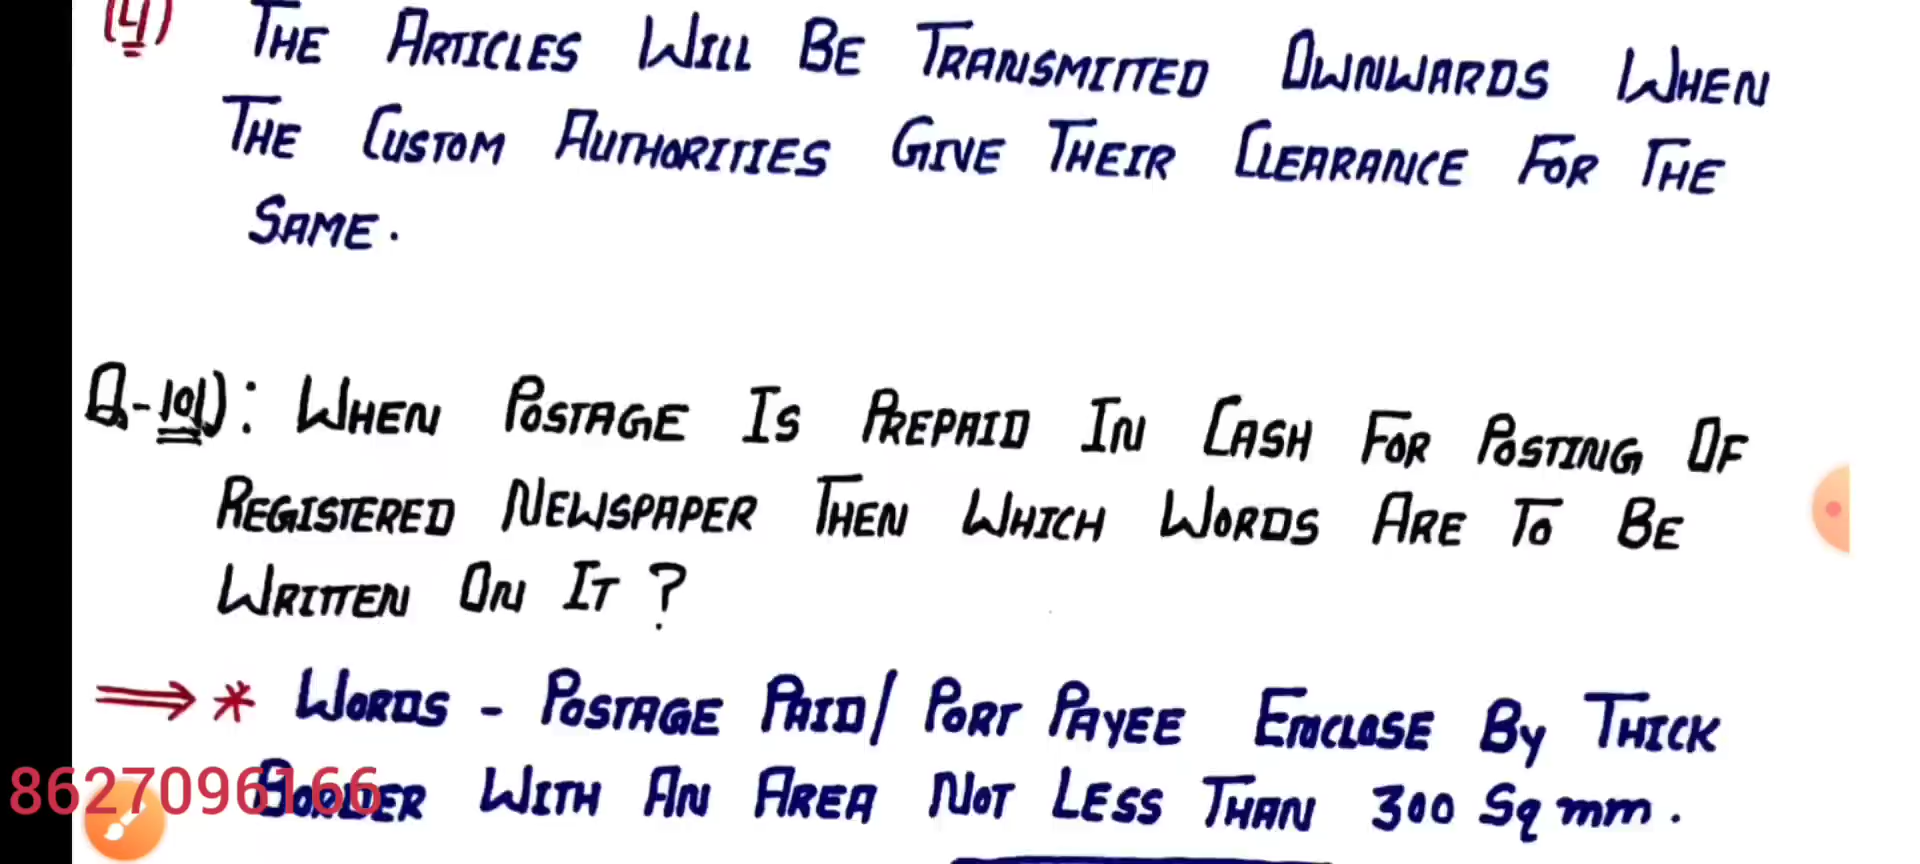 (4) THE ARTICLES WILL BE TRANSMITTED OWNWARDS WHEN
THE CUSTOM AUTHORITIES GIVE THEIR CLEARANCE FOR THE
SAME.
Q-101): WHEN POSTAGE IS PREPAID IN CASH FOR POSTING OF
REGISTERED NEWSPAPER THEN WHICH WORDS ARE TO BE
WRITTEN ON IT?
⟹ * WORDS - POSTAGE PAID/ PORT PAYEE ENCLOSE BY THICK
BORDER WITH AN AREA NOT LESS THAN 300 Sq mm.
8627096166